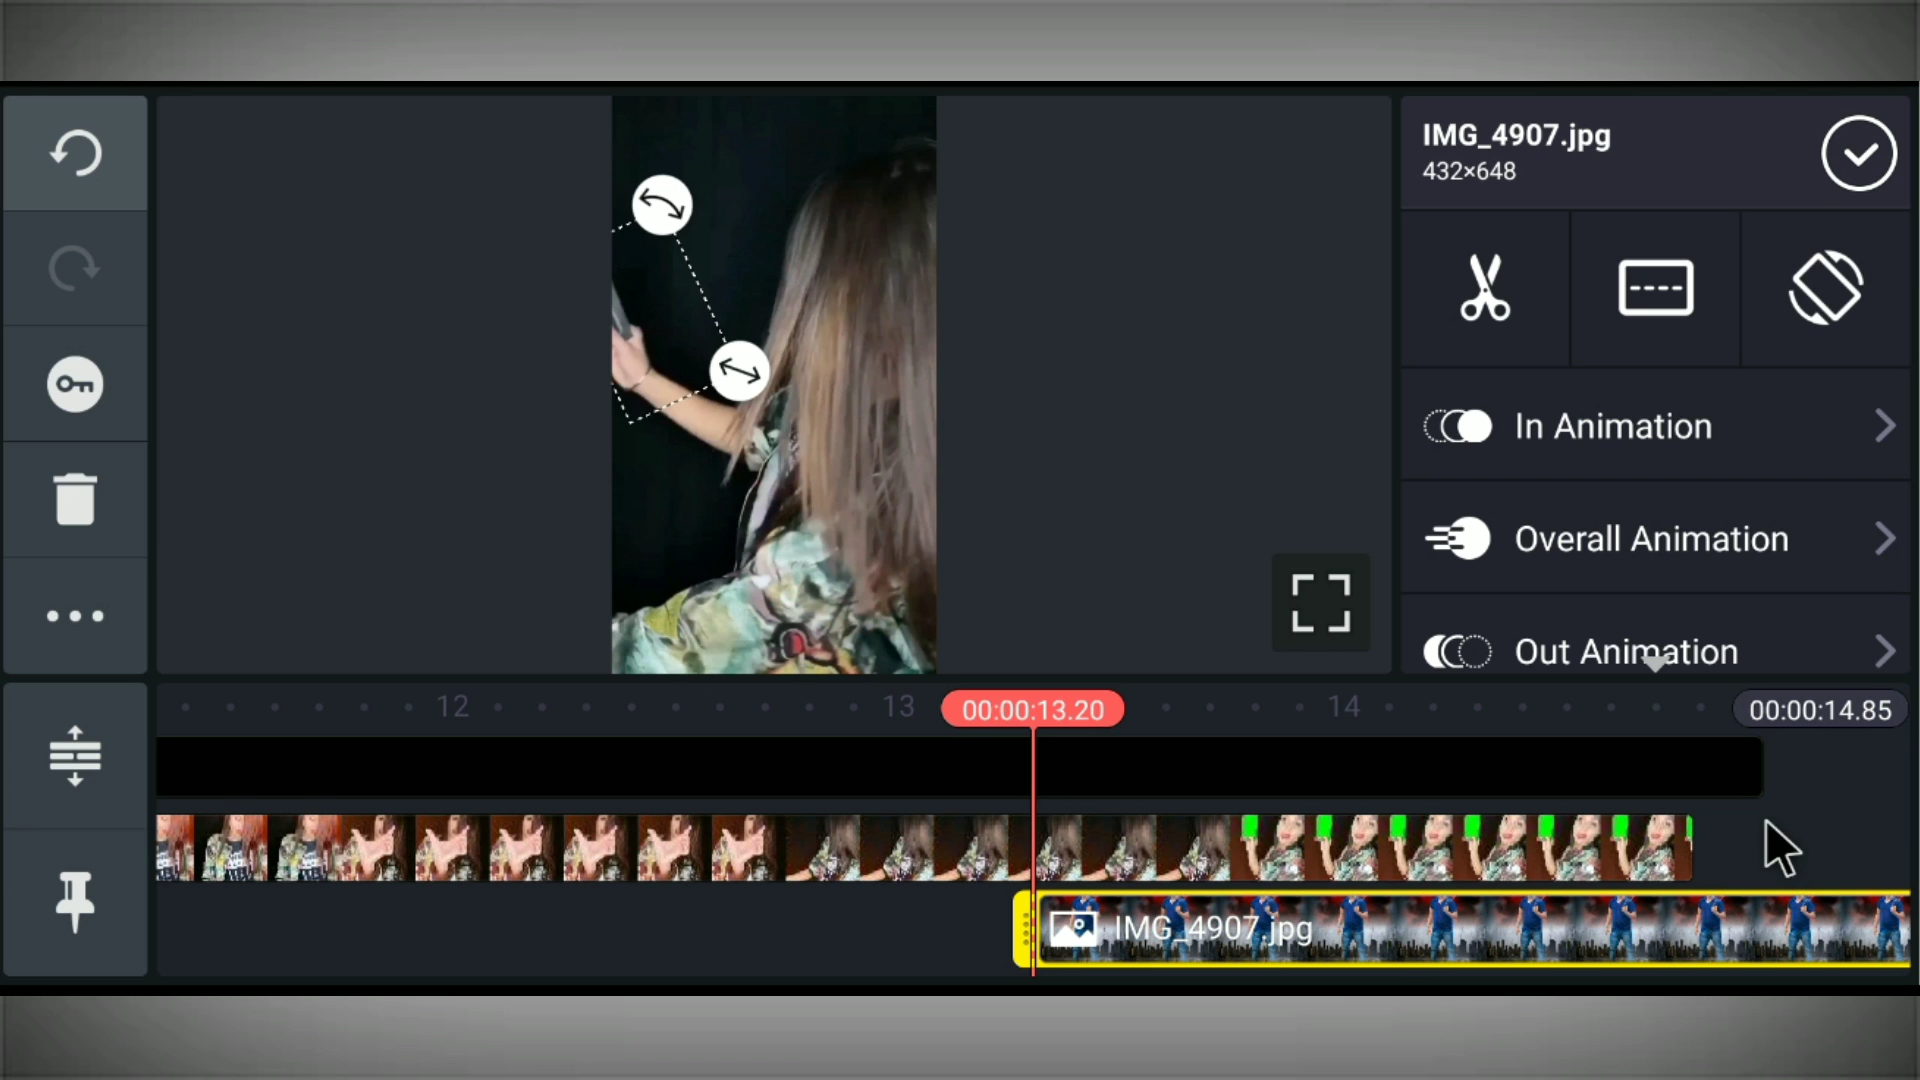 IMG_4907.jpg
432×648
In Animation
Overall Animation
Out Animation
12
13
00:00:13.20
14
00:00:14.85
IMG_4907.jpg